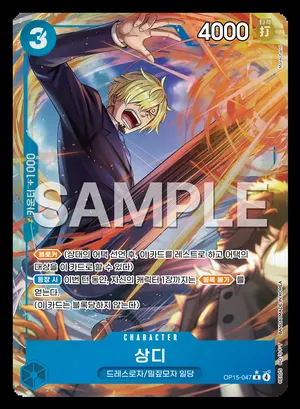 3
4000
타격
打
카운터 +1000
SAMPLE
블로커 (상대의 어택 선언 후, 이 카드를 레스트로 하고 어택의
대상을 이 카드로 할 수 있다)
등장 시 이번 턴 동안, 자신의 캐릭터 1장까지는 블록 불가 를
얻는다.
(이 카드는 블록당하지 않는다)
CHARACTER
상디
드레스로자/밀짚모자 일당
OP15-047 R